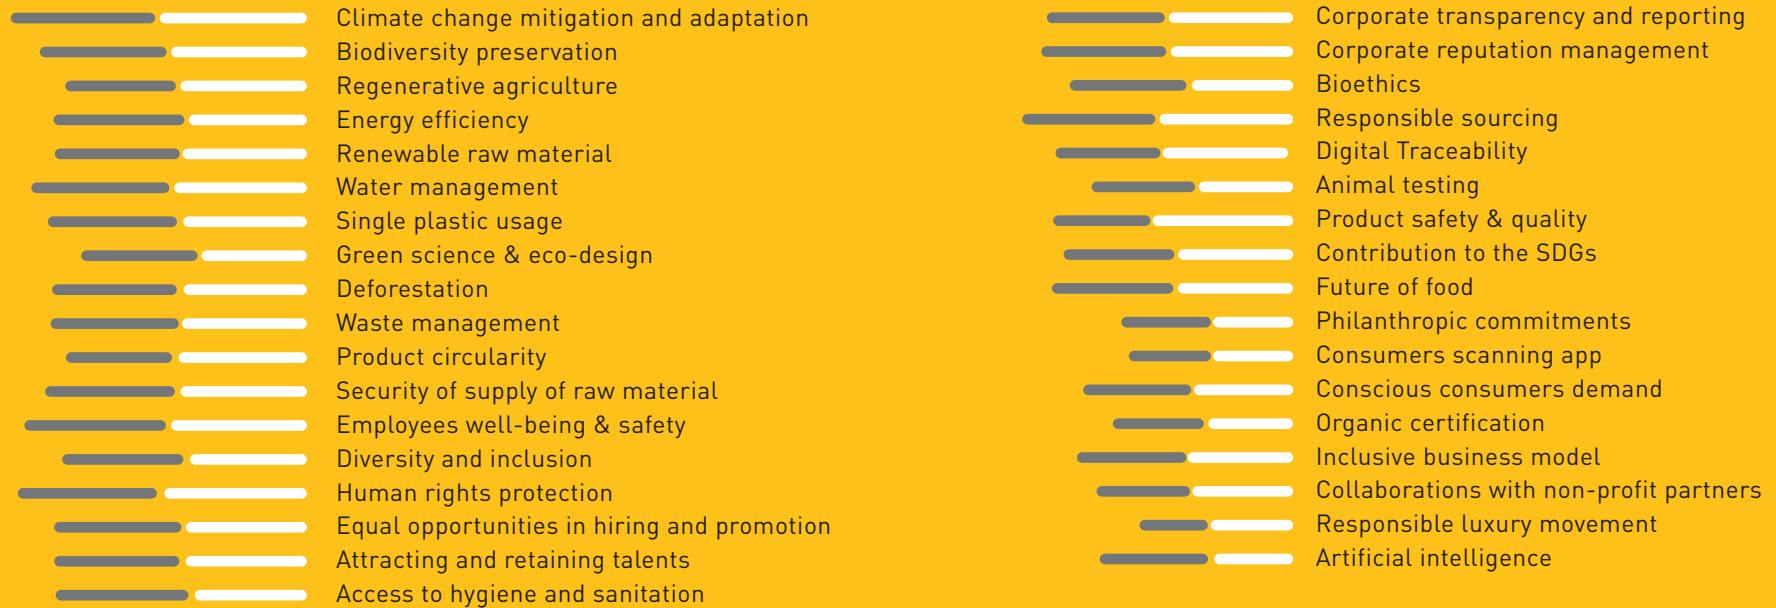 Climate change mitigation and adaptation
Biodiversity preservation
Regenerative agriculture
Energy efficiency
Renewable raw material
Water management
Single plastic usage
Green science & eco-design
Deforestation
Waste management
Product circularity
Security of supply of raw material
Employees well-being & safety
Diversity and inclusion
Human rights protection
Equal opportunities in hiring and promotion
Attracting and retaining talents
Access to hygiene and sanitation
Corporate transparency and reporting
Corporate reputation management
Bioethics
Responsible sourcing
Digital Traceability
Animal testing
Product safety & quality
Contribution to the SDGs
Future of food
Philanthropic commitments
Consumers scanning app
Conscious consumers demand
Organic certification
Inclusive business model
Collaborations with non-profit partners
Responsible luxury movement
Artificial intelligence